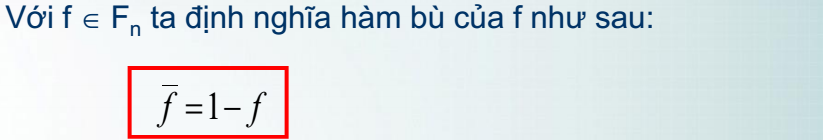 Với f ∈ Fₙ ta định nghĩa hàm bù của f như sau:
f̅ = 1 − f